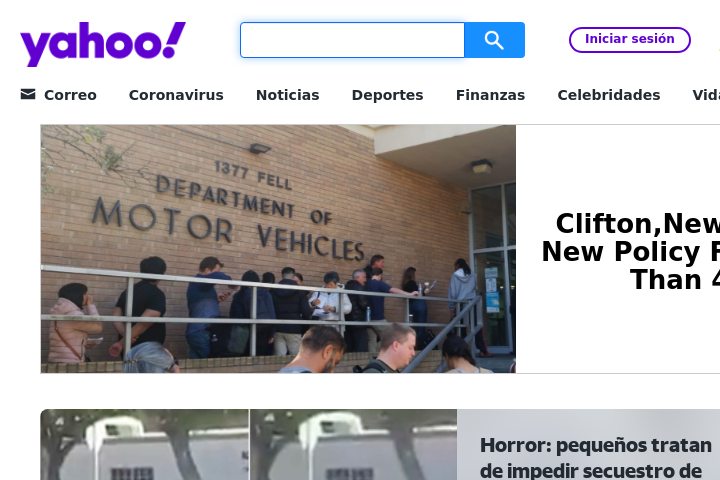 yahoo!
Iniciar sesión
Correo Coronavirus Noticias Deportes Finanzas Celebridades Vida
1377 FELL
DEPARTMENT OF
MOTOR VEHICLES
Clifton,New
New Policy F
Than 4
Horror: pequeños tratan
de impedir secuestro de